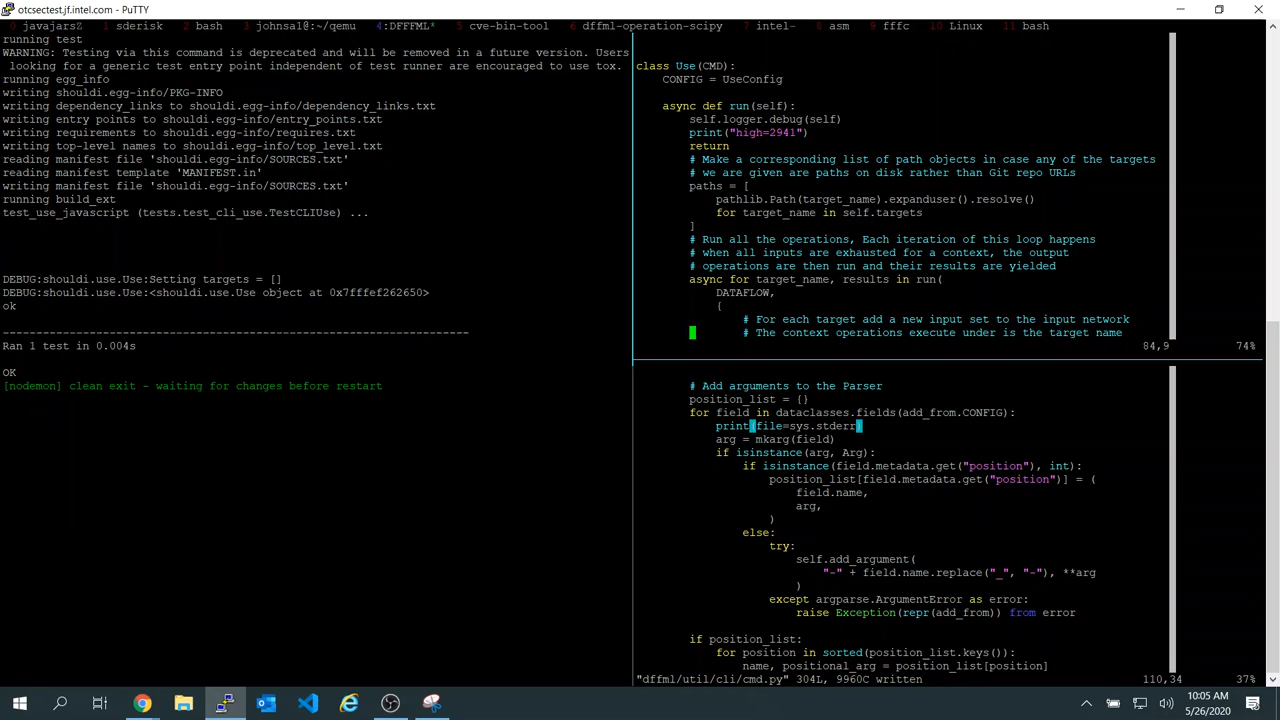 otcsectest.jf.intel.com - PuTTY
0 javajarsZ 1 sderisk 2 bash 3 johnsa1@:~/qemu 4:DFFFML* 5 cve-bin-tool 6 dffml-operation-scipy 7 intel- 8 asm 9 fffc 10 Linux 11 bash
running test
WARNING: Testing via this command is deprecated and will be removed in a future version. Users
looking for a generic test entry point independent of test runner are encouraged to use tox.
running egg_info
writing shouldi.egg-info/PKG-INFO
writing dependency_links to shouldi.egg-info/dependency_links.txt
writing entry points to shouldi.egg-info/entry_points.txt
writing requirements to shouldi.egg-info/requires.txt
writing top-level names to shouldi.egg-info/top_level.txt
reading manifest file 'shouldi.egg-info/SOURCES.txt'
reading manifest template 'MANIFEST.in'
writing manifest file 'shouldi.egg-info/SOURCES.txt'
running build_ext
test_use_javascript (tests.test_cli_use.TestCLIUse) ...
DEBUG:shouldi.use.Use:Setting targets = []
DEBUG:shouldi.use.Use:<shouldi.use.Use object at 0x7fffef262650>
ok
----------------------------------------------------------------------
Ran 1 test in 0.004s
OK
[nodemon] clean exit - waiting for changes before restart
class Use(CMD):
CONFIG = UseConfig
async def run(self):
self.logger.debug(self)
print("high=2941")
return
# Make a corresponding list of path objects in case any of the targets
# we are given are paths on disk rather than Git repo URLs
paths = [
pathlib.Path(target_name).expanduser().resolve()
for target_name in self.targets
]
# Run all the operations, Each iteration of this loop happens
# when all inputs are exhausted for a context, the output
# operations are then run and their results are yielded
async for target_name, results in run(
DATAFLOW,
{
# For each target add a new input set to the input network
# The context operations execute under is the target name
84,9 74%
# Add arguments to the Parser
position_list = {}
for field in dataclasses.fields(add_from.CONFIG):
print(file=sys.stderr)
arg = mkarg(field)
if isinstance(arg, Arg):
if isinstance(field.metadata.get("position"), int):
position_list[field.metadata.get("position")] = (
field.name,
arg,
)
else:
try:
self.add_argument(
"-" + field.name.replace("_", "-"), **arg
)
except argparse.ArgumentError as error:
raise Exception(repr(add_from)) from error
if position_list:
for position in sorted(position_list.keys()):
name, positional_arg = position_list[position]
"dffml/util/cli/cmd.py" 304L, 9960C written 110,34 37%
10:05 AM
5/26/2020